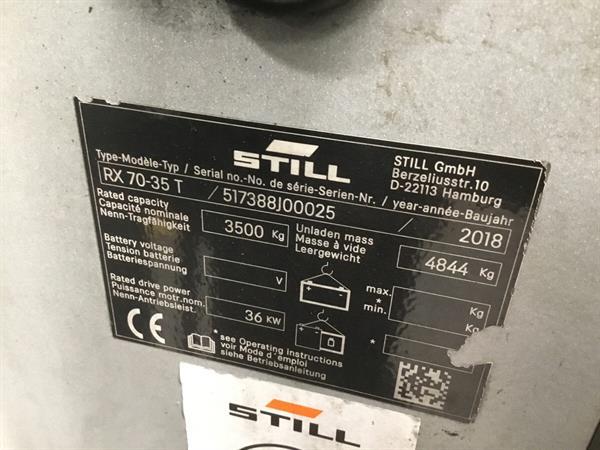 STILL
STILL GmbH
Berzeliusstr.10
D-22113 Hamburg
Type-Modèle-Typ / Serial no.-No. de série-Serien-Nr. / year-année-Baujahr
RX 70-35 T / 517388J00025 / 2018
Rated capacity
Capacité nominale
Nenn-Tragfähigkeit
3500 Kg
Unladen mass
Masse à vide
Leergewicht
4844 Kg
Battery voltage
Tension batterie
Batteriespannung
V
max.
*
min.
Kg
Kg
Rated drive power
Puissance motr.nom.
Nenn-Antriebsleist.
36 KW
*
CE
* see Operating Instructions
voir Mode d'emploi
siehe Betriebsanleitung
STILL